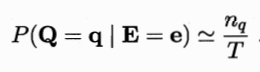 P(Q = q | E = e) ≃ n_q / T .